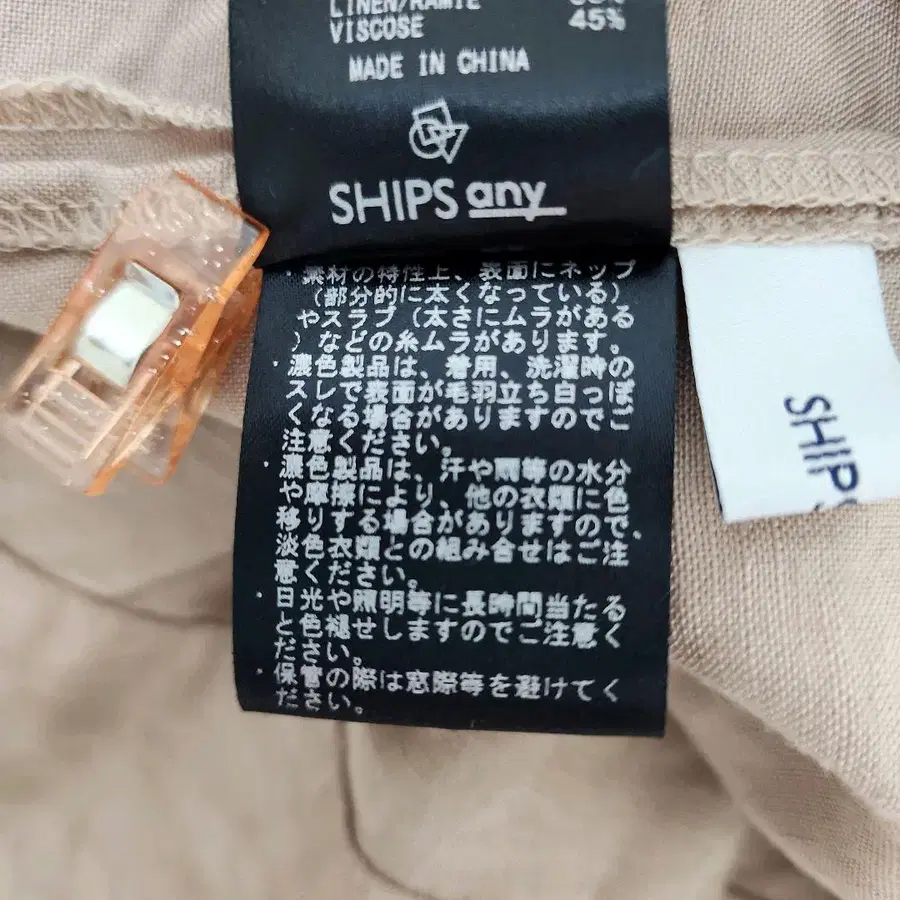 LINEN/RAMIE
VISCOSE 45%
MADE IN CHINA
SHIPS any
・素材の特性上、表面にネップ
(部分的に太くなっている)
やスラブ(太さにムラがある
)などの糸ムラがあります。
・濃色製品は、着用、洗濯時の
スレで表面が毛羽立ち白っぽ
くなる場合がありますのでご
注意ください。
・濃色製品は、汗や雨等の水分
や摩擦により、他の衣類に色
移りする場合がありますので、
淡色衣類との組み合せはご注
意ください。
・日光や照明等に長時間当たる
と色褪せしますのでご注意く
ださい。
・保管の際は窓際等を避けてく
ださい。
SHIPS